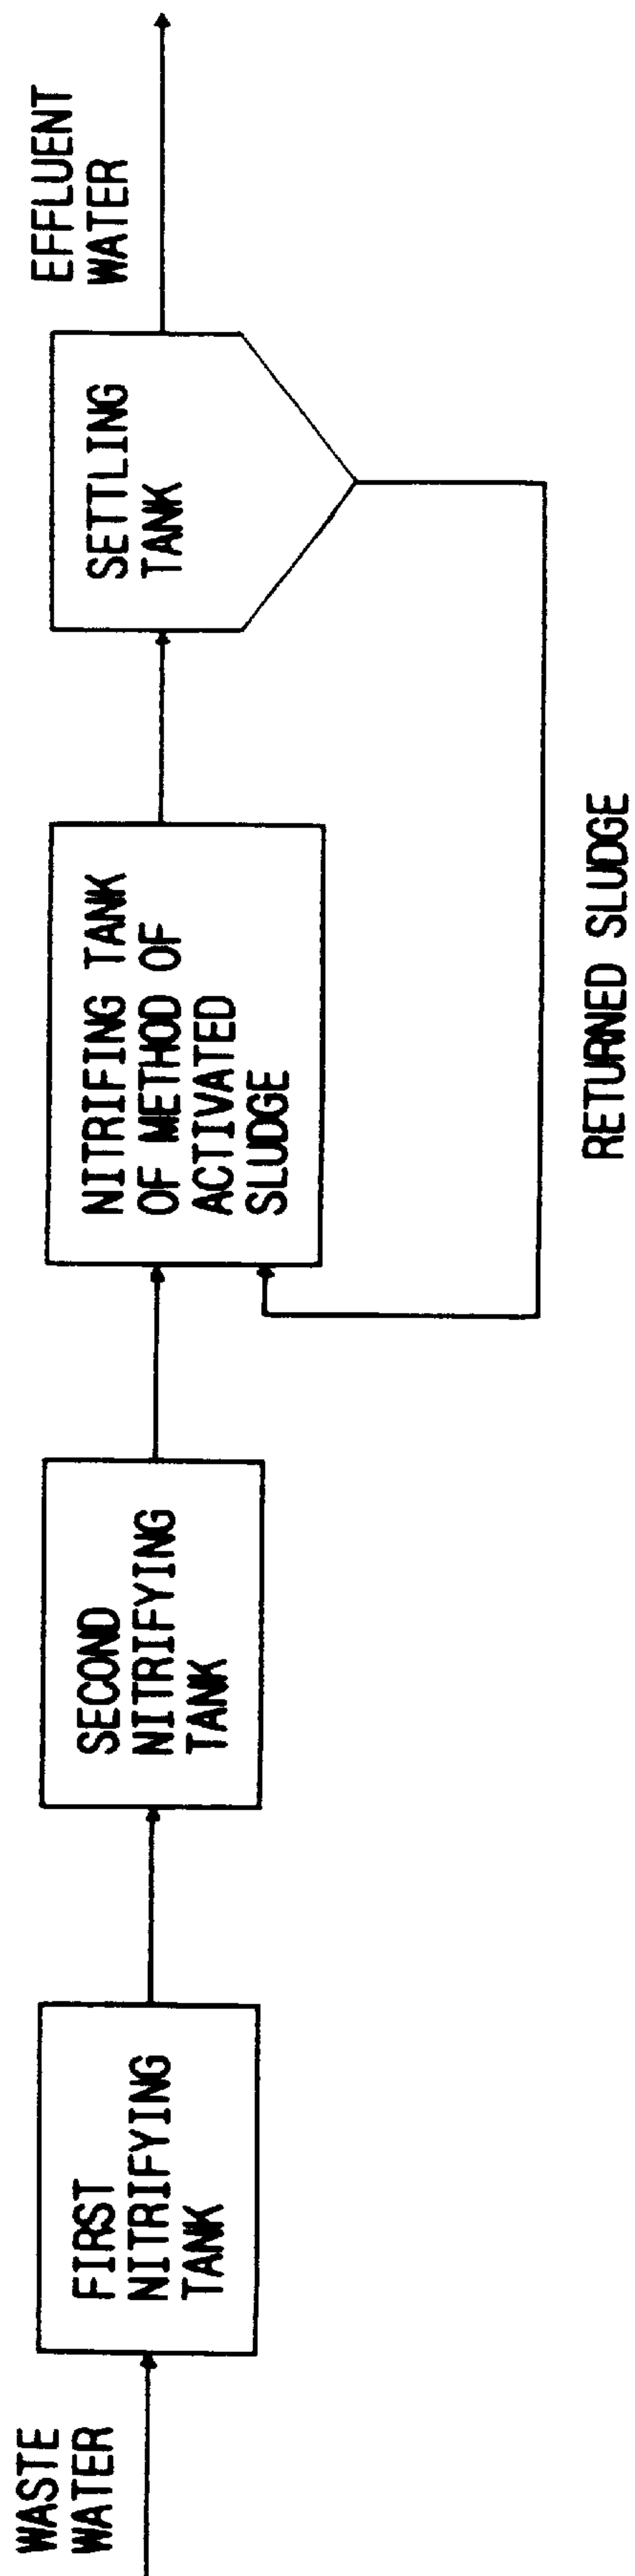 WASTE
WATER
FIRST
NITRIFYING
TANK
SECOND
NITRIFYING
TANK
NITRIFING TANK
OF METHOD OF
ACTIVATED
SLUDGE
SETTLING
TANK
EFFLUENT
WATER
RETURNED SLUDGE